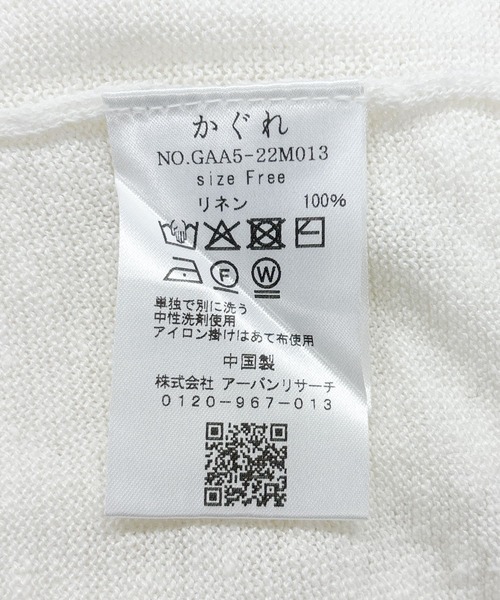 かぐれ
NO.GAA5-22M013
size Free
リネン 100%
F W
単独で別に洗う
中性洗剤使用
アイロン掛けはあて布使用
中国製
株式会社 アーバンリサーチ
0120-967-013